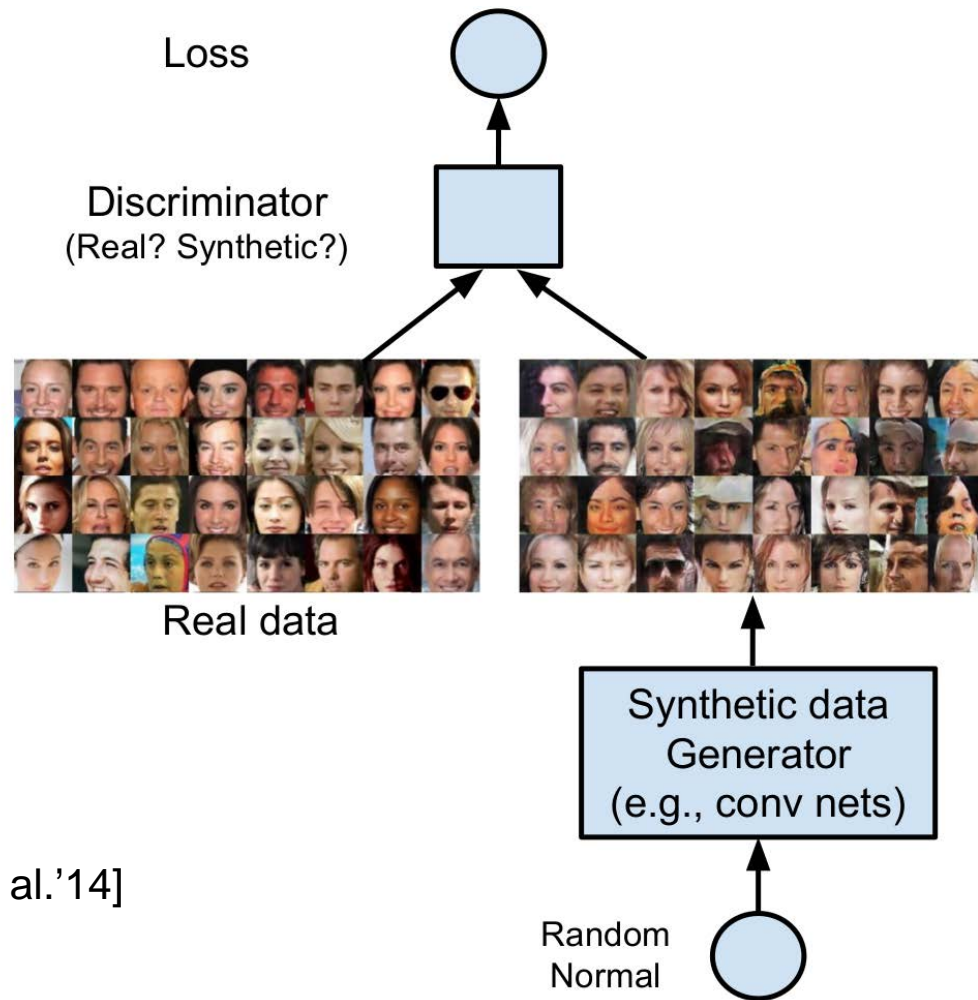 Loss
Discriminator
(Real? Synthetic?)
Real data
Synthetic data
Generator
(e.g., conv nets)
al.’14]
Random
Normal